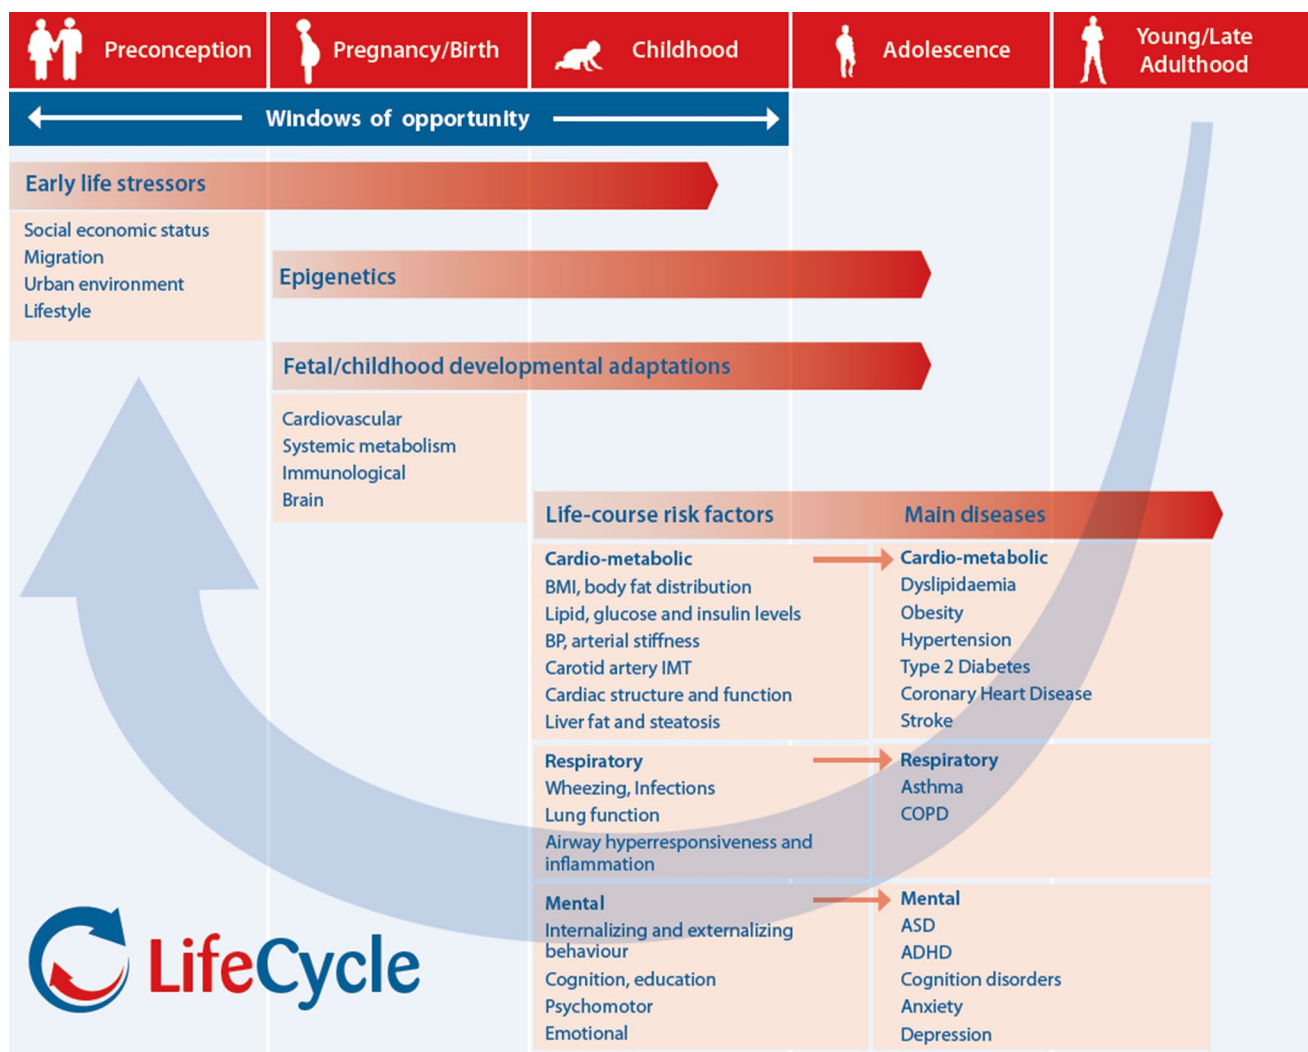 Preconception
Pregnancy/Birth
Childhood
Adolescence
Young/Late
Adulthood
Windows of opportunity
Early life stressors
Social economic status
Migration
Urban environment
Lifestyle
Epigenetics
Fetal/childhood developmental adaptations
Cardiovascular
Systemic metabolism
Immunological
Brain
Life-course risk factors
Main diseases
Cardio-metabolic
BMI, body fat distribution
Lipid, glucose and insulin levels
BP, arterial stiffness
Carotid artery IMT
Cardiac structure and function
Liver fat and steatosis
Cardio-metabolic
Dyslipidaemia
Obesity
Hypertension
Type 2 Diabetes
Coronary Heart Disease
Stroke
Respiratory
Wheezing, Infections
Lung function
Airway hyperresponsiveness and
inflammation
Respiratory
Asthma
COPD
Mental
Internalizing and externalizing
behaviour
Cognition, education
Psychomotor
Emotional
Mental
ASD
ADHD
Cognition disorders
Anxiety
Depression
LifeCycle